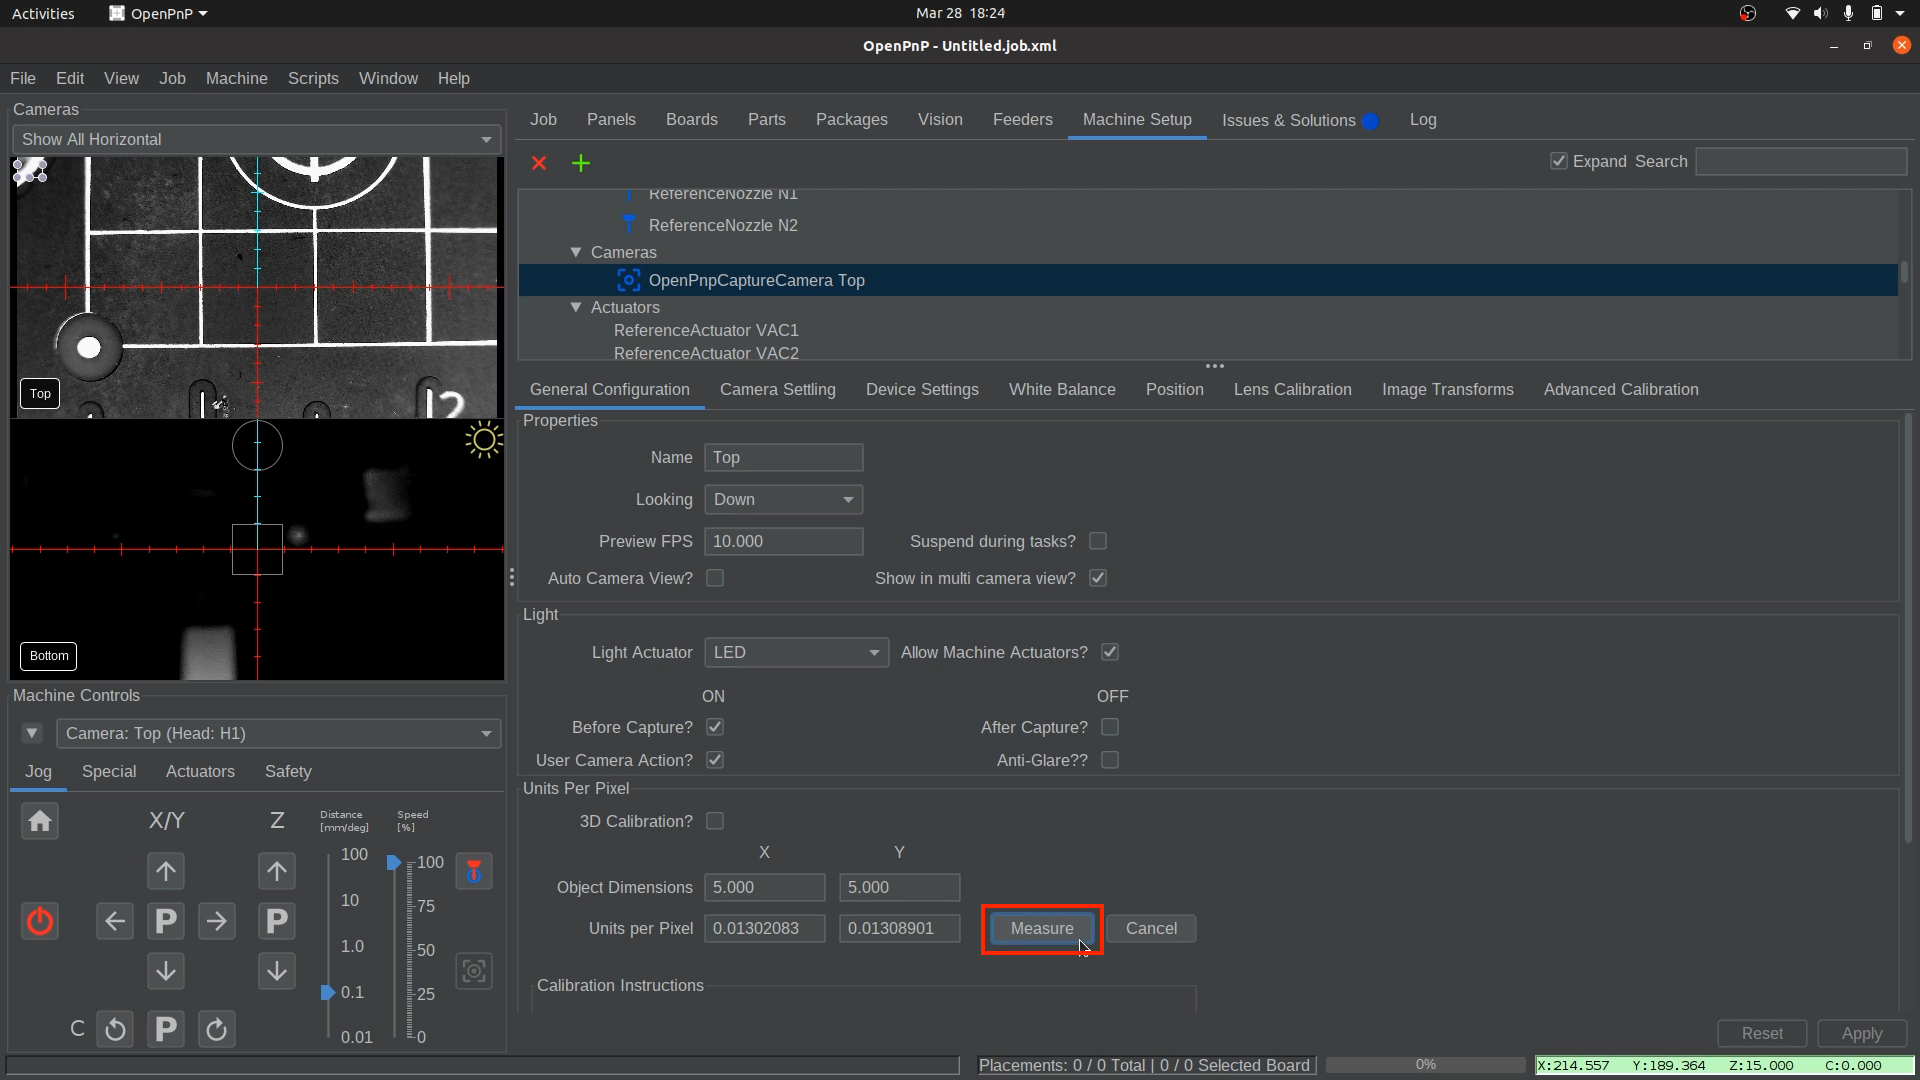 Activities OpenPnP Mar 28 18:24
OpenPnP - Untitled.job.xml
File Edit View Job Machine Scripts Window Help
Cameras
Show All Horizontal
Top
12
Bottom
Machine Controls
Camera: Top (Head: H1)
Jog Special Actuators Safety
X/Y Z Distance [mm/deg] Speed [%]
100 100
10
75
P P
1.0 50
0.1 25
C P 0.01 0
Job Panels Boards Parts Packages Vision Feeders Machine Setup Issues & Solutions Log
Expand Search
ReferenceNozzle N1
ReferenceNozzle N2
Cameras
OpenPnpCaptureCamera Top
Actuators
ReferenceActuator VAC1
ReferenceActuator VAC2
General Configuration Camera Settling Device Settings White Balance Position Lens Calibration Image Transforms Advanced Calibration
Properties
Name Top
Looking Down
Preview FPS 10.000 Suspend during tasks?
Auto Camera View? Show in multi camera view?
Light
Light Actuator LED Allow Machine Actuators?
ON OFF
Before Capture? After Capture?
User Camera Action? Anti-Glare??
Units Per Pixel
3D Calibration?
X Y
Object Dimensions 5.000 5.000
Units per Pixel 0.01302083 0.01308901 Measure Cancel
Calibration Instructions
Reset Apply
Placements: 0 / 0 Total | 0 / 0 Selected Board 0% X:214.557 Y:189.364 Z:15.000 C:0.000